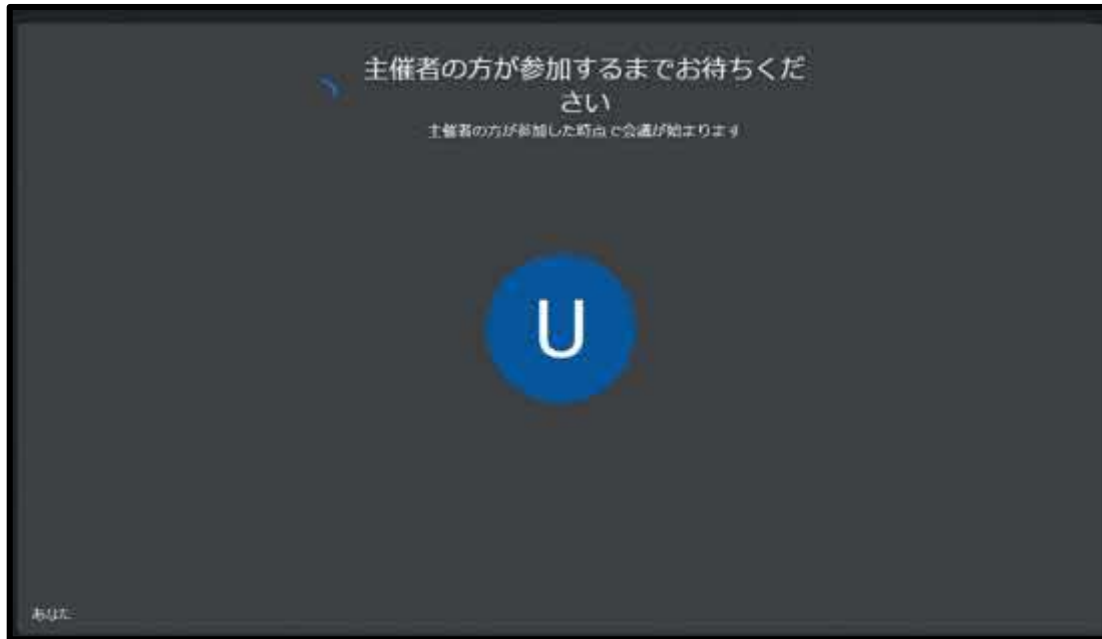 主催者の方が参加するまでお待ちくだ
さい
主催者の方が参加した時点で会議が始まります
U
あなた